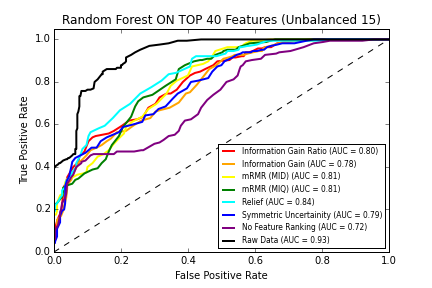 Random Forest ON TOP 40 Features (Unbalanced 15)
1.0
0.8
0.6
0.4
0.2
0.0
True Positive Rate
Information Gain Ratio (AUC = 0.80)
Information Gain (AUC = 0.78)
mRMR (MID) (AUC = 0.81)
mRMR (MIQ) (AUC = 0.81)
Relief (AUC = 0.84)
Symmetric Uncertainity (AUC = 0.79)
No Feature Ranking (AUC = 0.72)
Raw Data (AUC = 0.93)
0.0 0.2 0.4 0.6 0.8 1.0
False Positive Rate